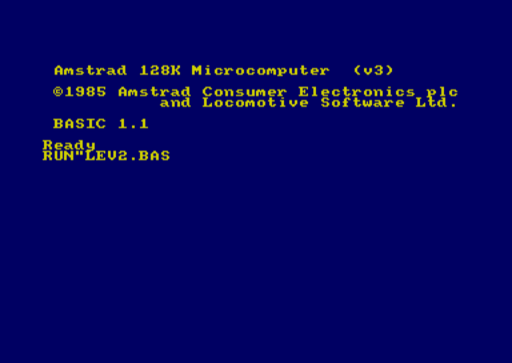 Amstrad 128K Microcomputer (v3)
©1985 Amstrad Consumer Electronics plc
and Locomotive Software Ltd.
BASIC 1.1
Ready
RUN"LEV2.BAS